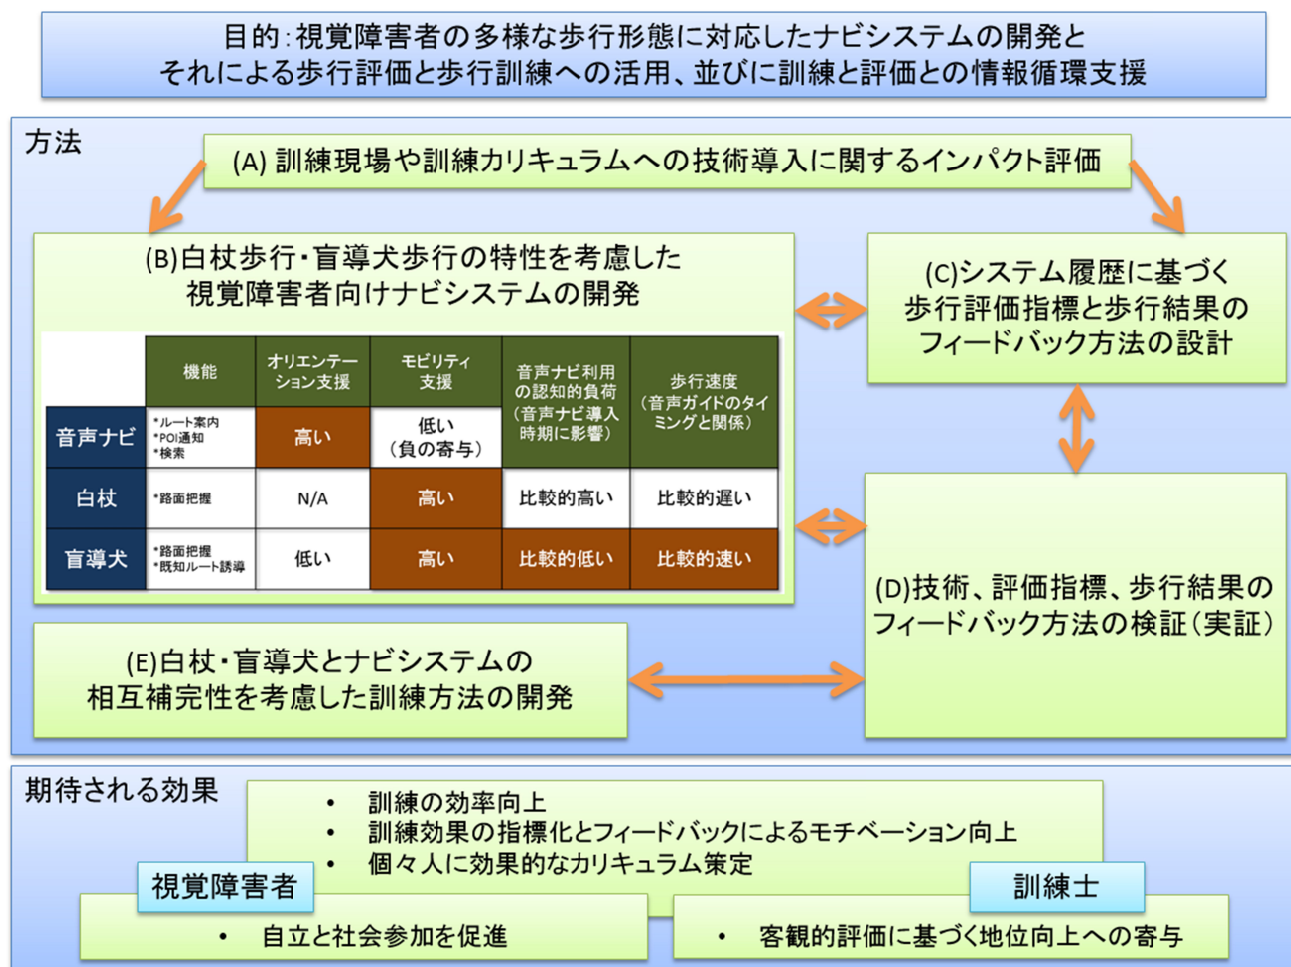 目的：視覚障害者の多様な歩行形態に対応したナビシステムの開発と
それによる歩行評価と歩行訓練への活用、並びに訓練と評価との情報循環支援
方法
(A) 訓練現場や訓練カリキュラムへの技術導入に関するインパクト評価
(B)白杖歩行・盲導犬歩行の特性を考慮した
視覚障害者向けナビシステムの開発
機能
オリエンテー
ション支援
モビリティ
支援
音声ナビ利用
の認知的負荷
(音声ナビ導入
時期に影響)
歩行速度
(音声ガイドのタイ
ミングと関係)
音声ナビ
*ルート案内
*POI通知
*検索
高い
低い
(負の寄与)
白杖
*路面把握
N/A
高い
比較的高い
比較的遅い
盲導犬
*路面把握
*既知ルート誘導
低い
高い
比較的低い
比較的速い
(C)システム履歴に基づく
歩行評価指標と歩行結果の
フィードバック方法の設計
(D)技術、評価指標、歩行結果の
フィードバック方法の検証(実証)
(E)白杖・盲導犬とナビシステムの
相互補完性を考慮した訓練方法の開発
期待される効果
• 訓練の効率向上
• 訓練効果の指標化とフィードバックによるモチベーション向上
• 個々人に効果的なカリキュラム策定
視覚障害者
• 自立と社会参加を促進
訓練士
• 客観的評価に基づく地位向上への寄与